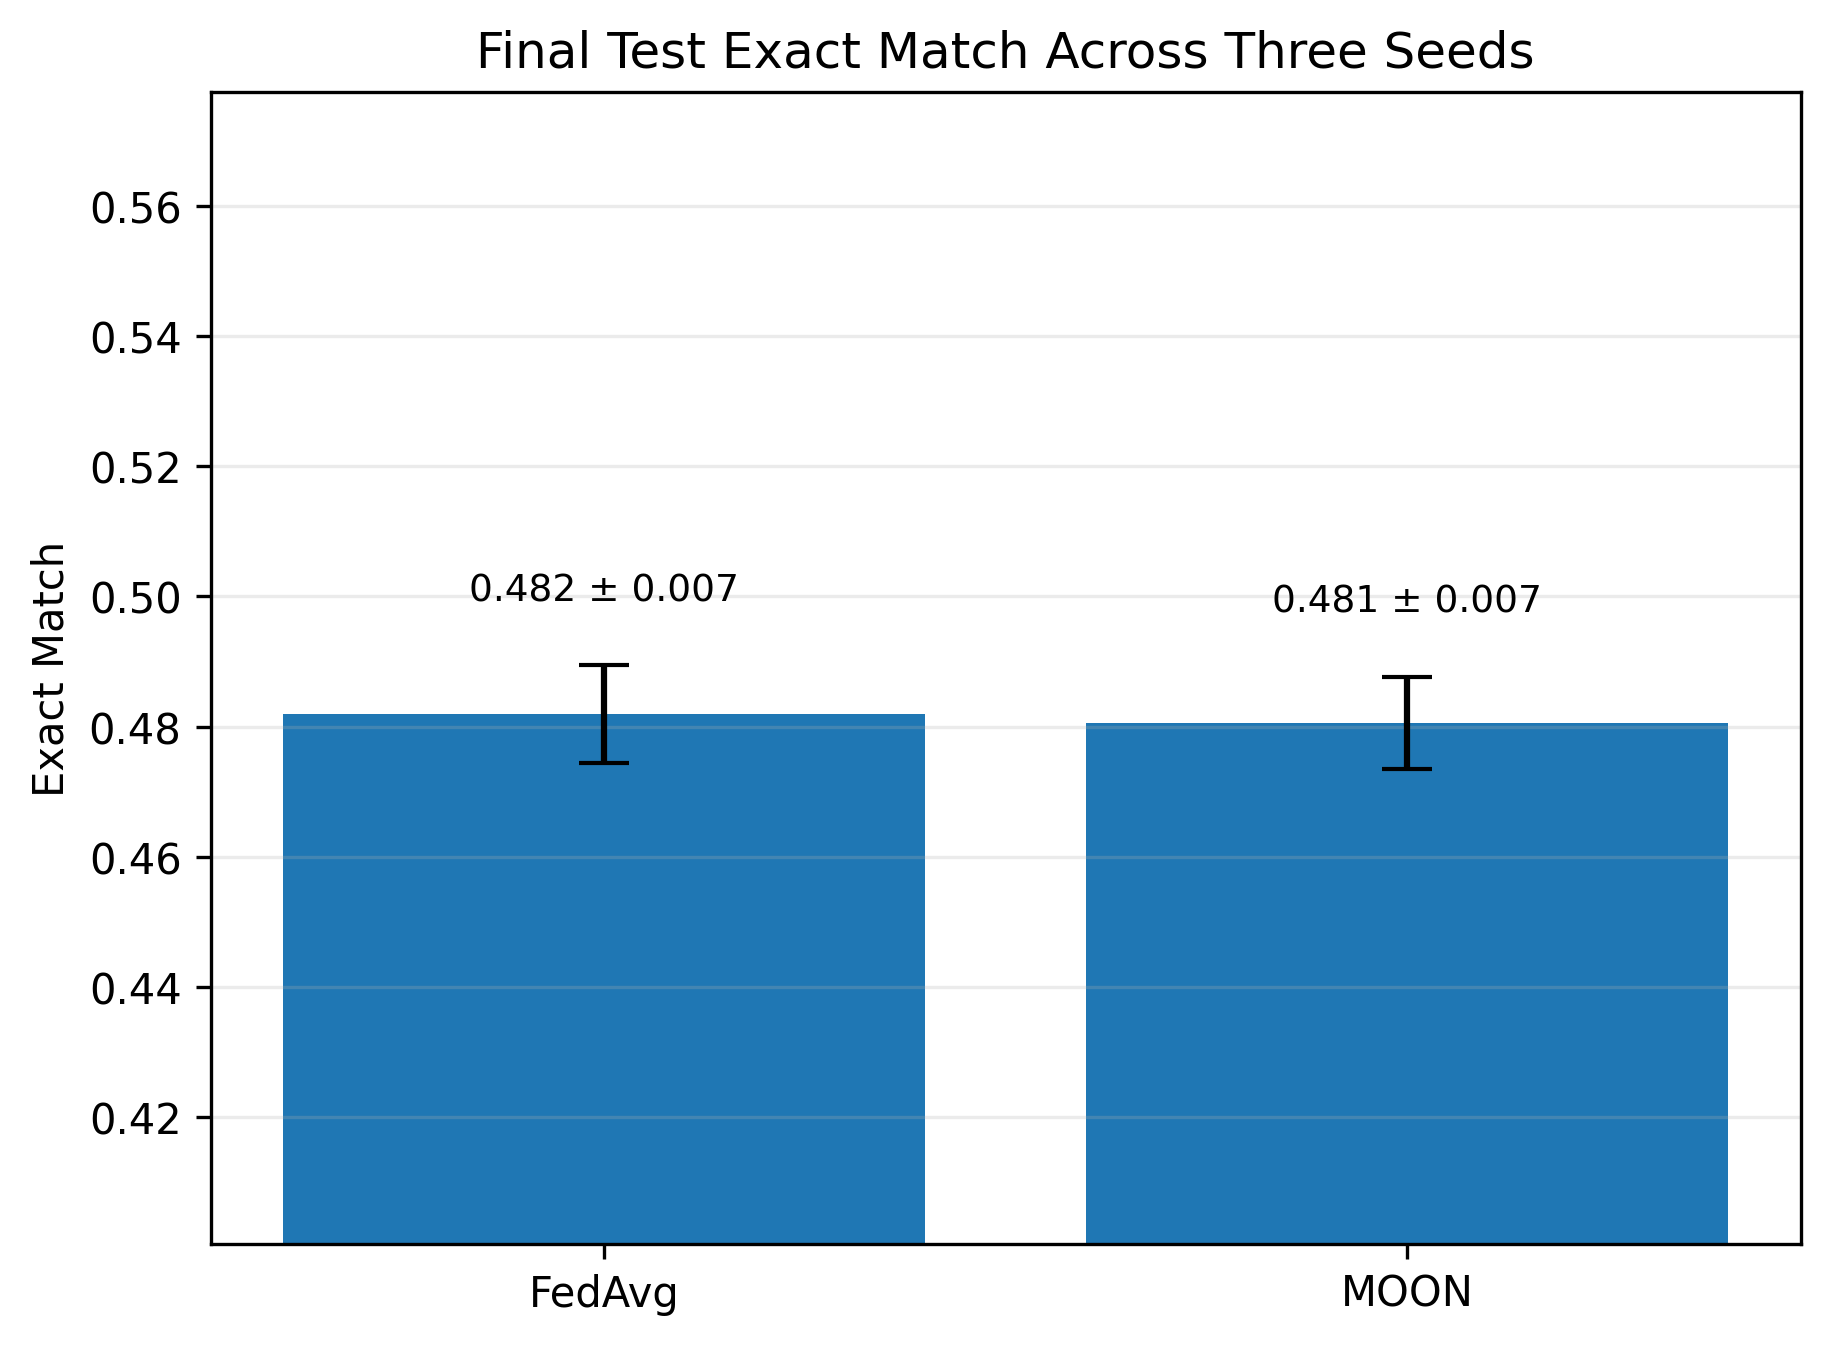 Final Test Exact Match Across Three Seeds
Exact Match
0.56
0.54
0.52
0.50
0.48
0.46
0.44
0.42
0.482 ± 0.007
0.481 ± 0.007
FedAvg
MOON